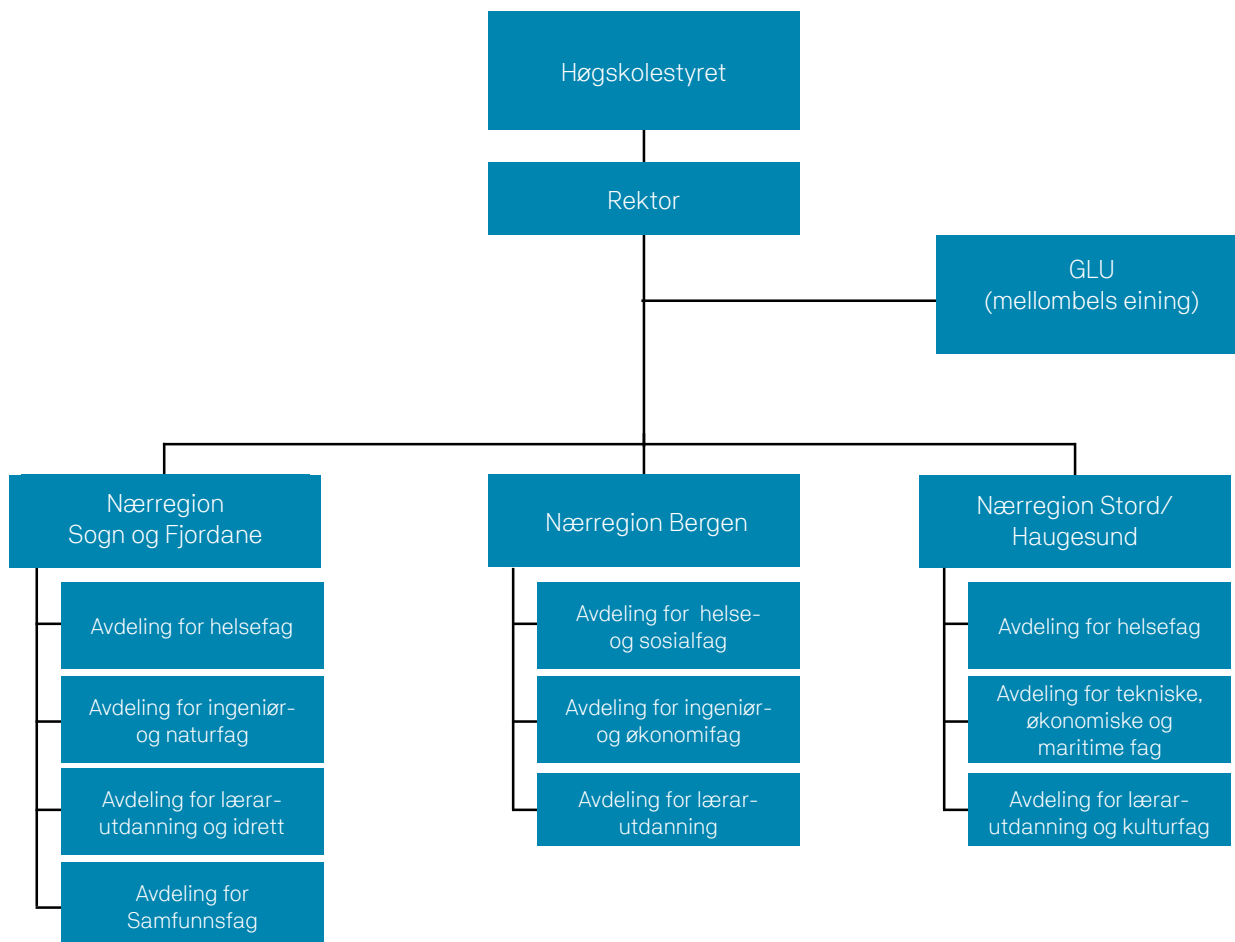 Høgskolestyret
Rektor
GLU
(mellombels eining)
Nærregion
Sogn og Fjordane
Avdeling for helsefag
Avdeling for ingeniør-
og naturfag
Avdeling for lærar-
utdanning og idrett
Avdeling for
Samfunnsfag
Nærregion Bergen
Avdeling for helse-
og sosialfag
Avdeling for ingeniør-
og økonomifag
Avdeling for lærar-
utdanning
Nærregion Stord/
Haugesund
Avdeling for helsefag
Avdeling for tekniske,
økonomiske og
maritime fag
Avdeling for lærar-
utdanning og kulturfag